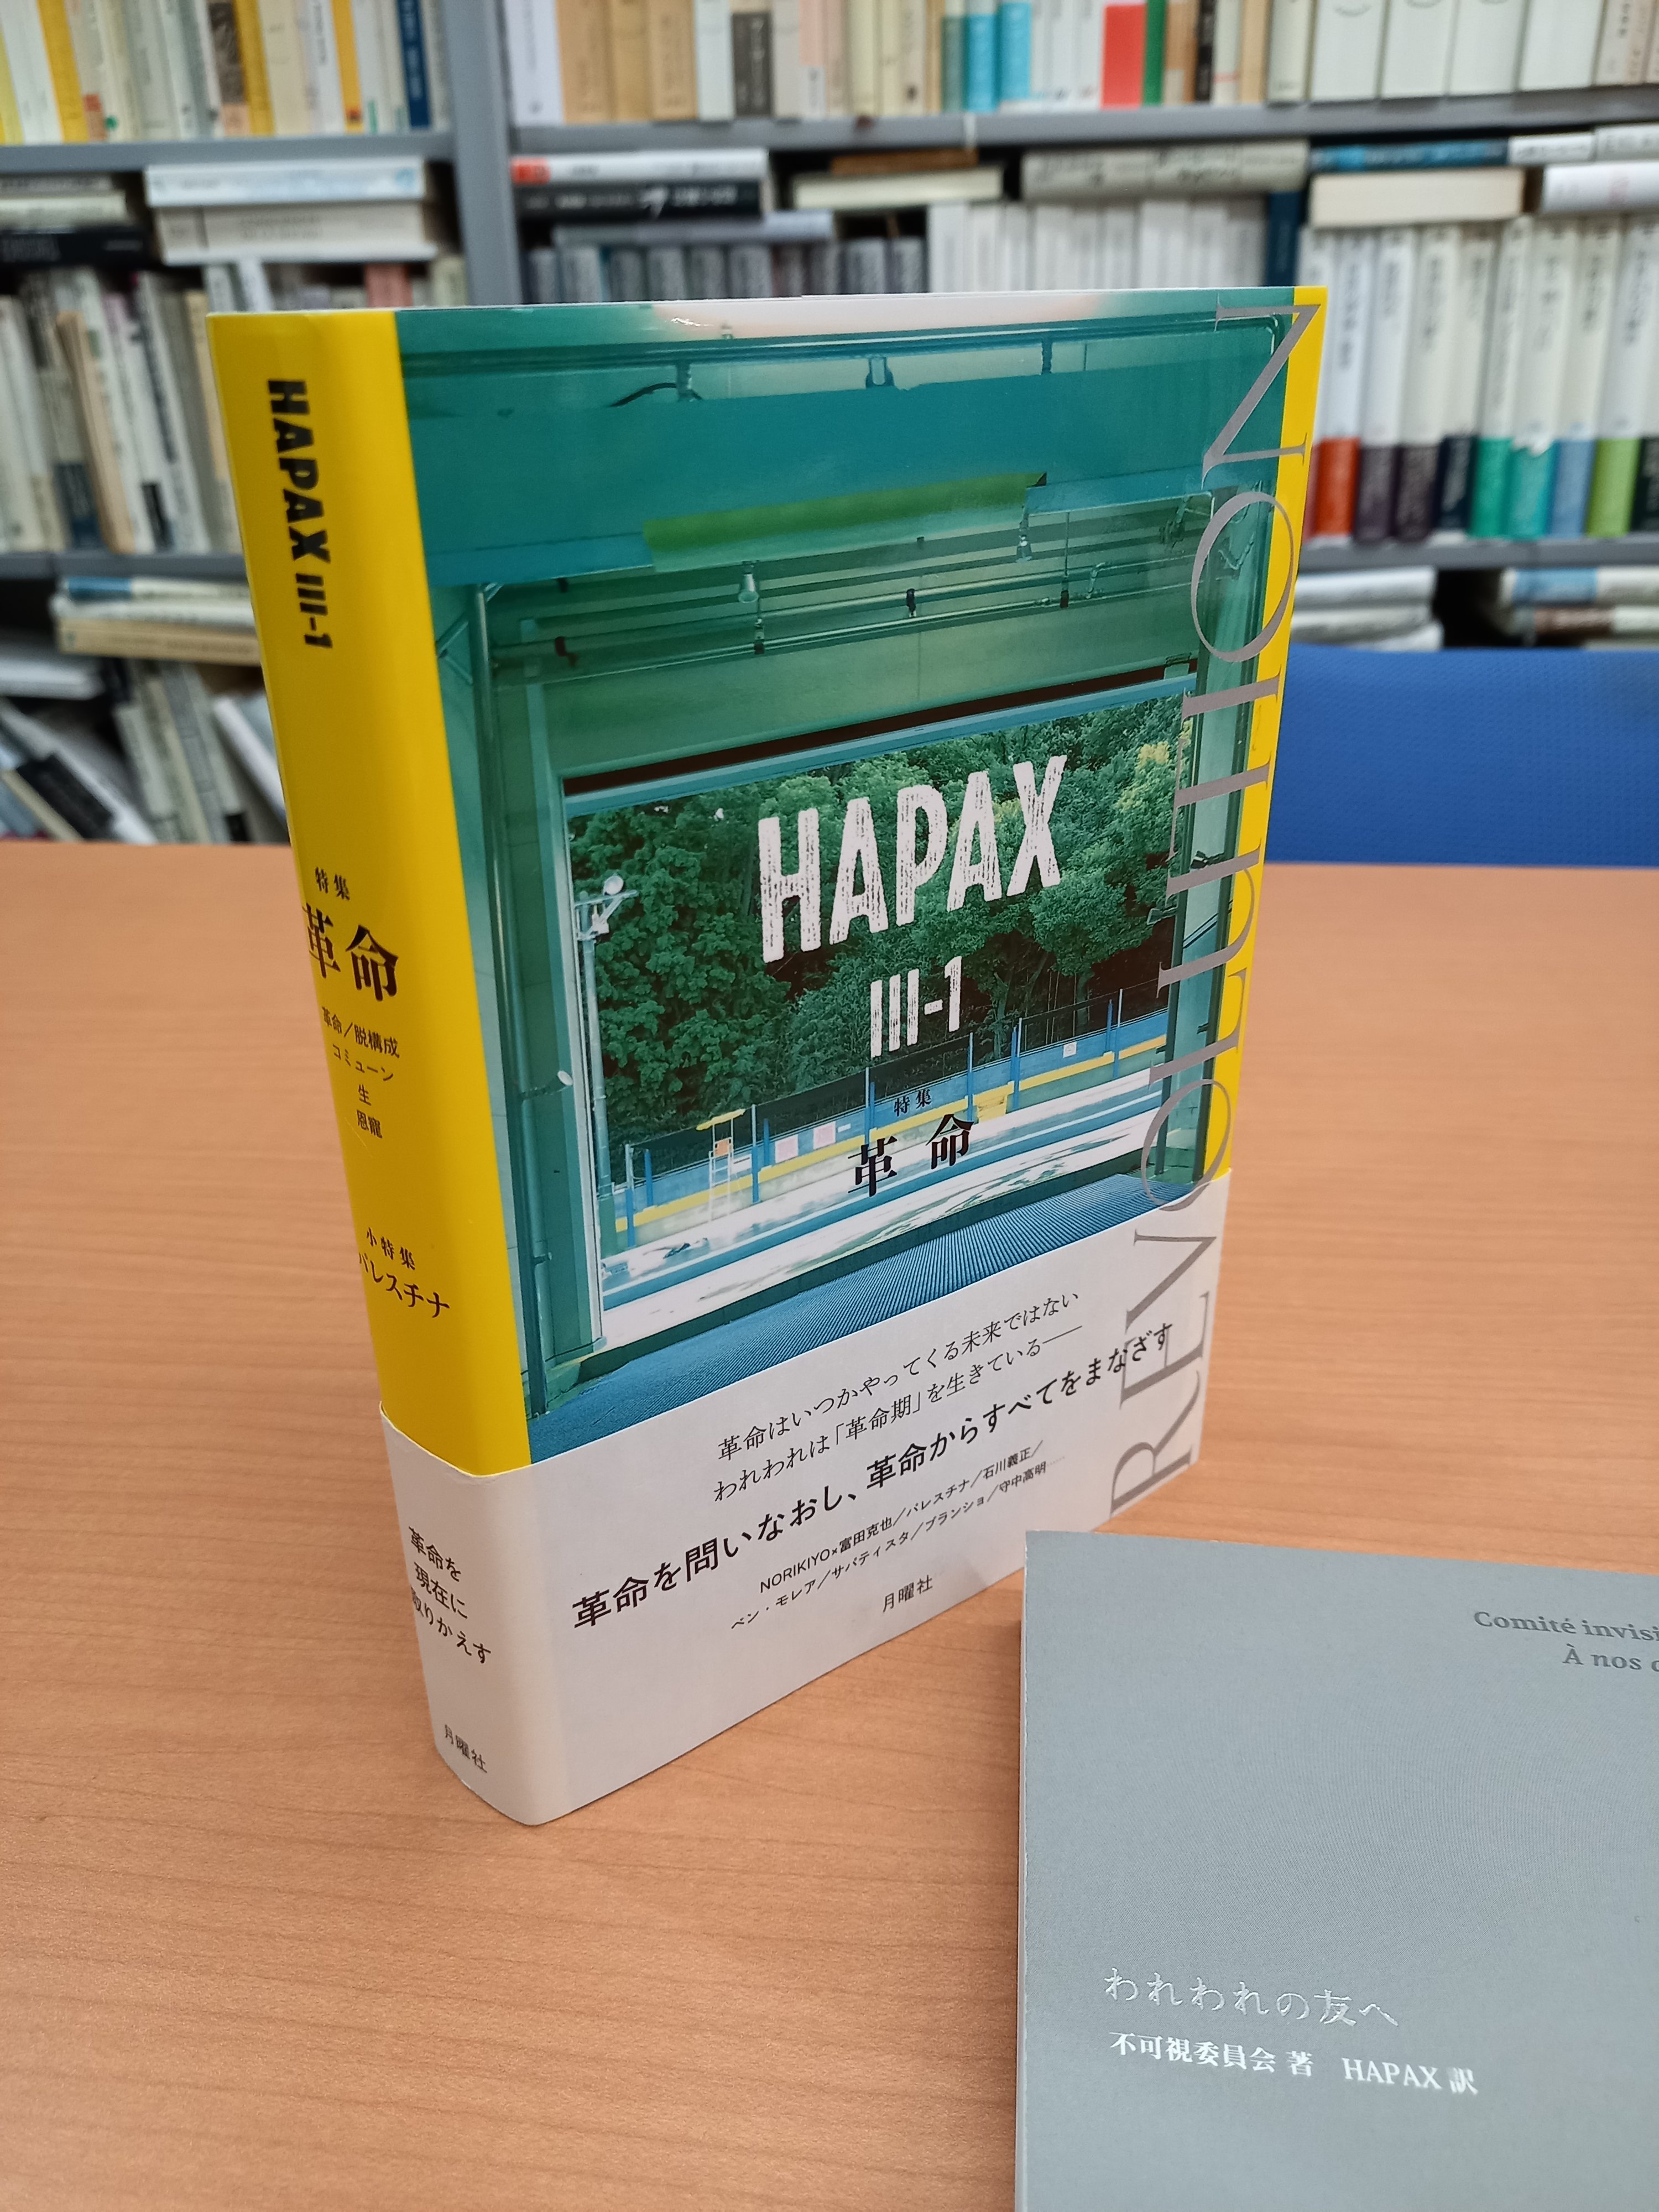 HAPAX III-1
特集
革命
革命／脱構成
コミューン
生
恩寵
小特集
パレスチナ
革命を
現在に
取りかえす
月曜社
HAPAX
III-1
特集
革命
REVOLUTION
革命はいつかやってくる未来ではない
われわれは「革命期」を生きている──
革命を問いなおし、革命からすべてをまなざす
NORIKIYO×富田克也／パレスチナ／石川義正／
ベン・モレア／サパティスタ／ブランショ／守中高明
月曜社
Comité invisi
À nos
われわれの友へ
不可視委員会 著　HAPAX 訳